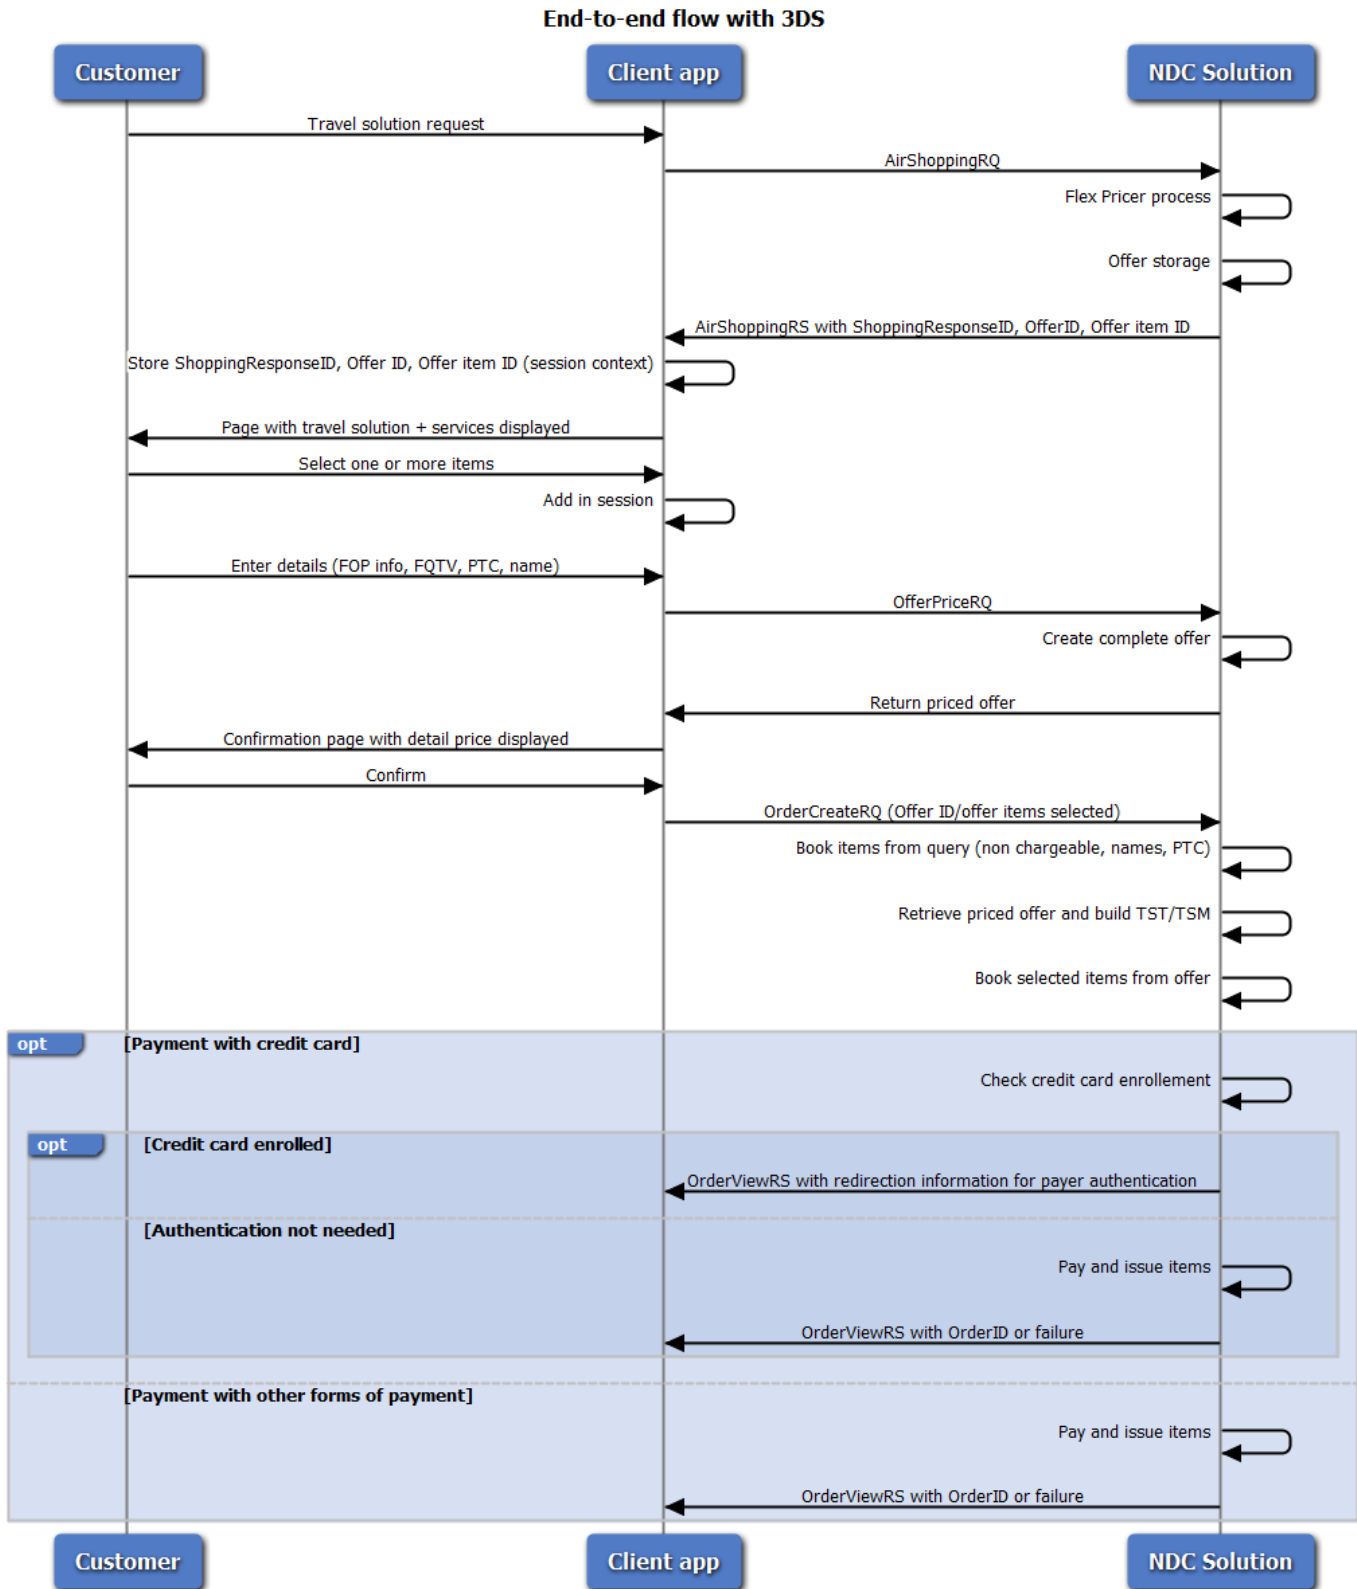 End-to-end flow with 3DS
Customer
Client app
NDC Solution
Travel solution request
AirShoppingRQ
Flex Pricer process
Offer storage
AirShoppingRS with ShoppingResponseID, OfferID, Offer item ID
Store ShoppingResponseID, Offer ID, Offer item ID (session context)
Page with travel solution + services displayed
Select one or more items
Add in session
Enter details (FOP info, FQTV, PTC, name)
OfferPriceRQ
Create complete offer
Return priced offer
Confirmation page with detail price displayed
Confirm
OrderCreateRQ (Offer ID/offer items selected)
Book items from query (non chargeable, names, PTC)
Retrieve priced offer and build TST/TSM
Book selected items from offer
opt
[Payment with credit card]
Check credit card enrollement
opt
[Credit card enrolled]
OrderViewRS with redirection information for payer authentication
[Authentication not needed]
Pay and issue items
OrderViewRS with OrderID or failure
[Payment with other forms of payment]
Pay and issue items
OrderViewRS with OrderID or failure
Customer
Client app
NDC Solution